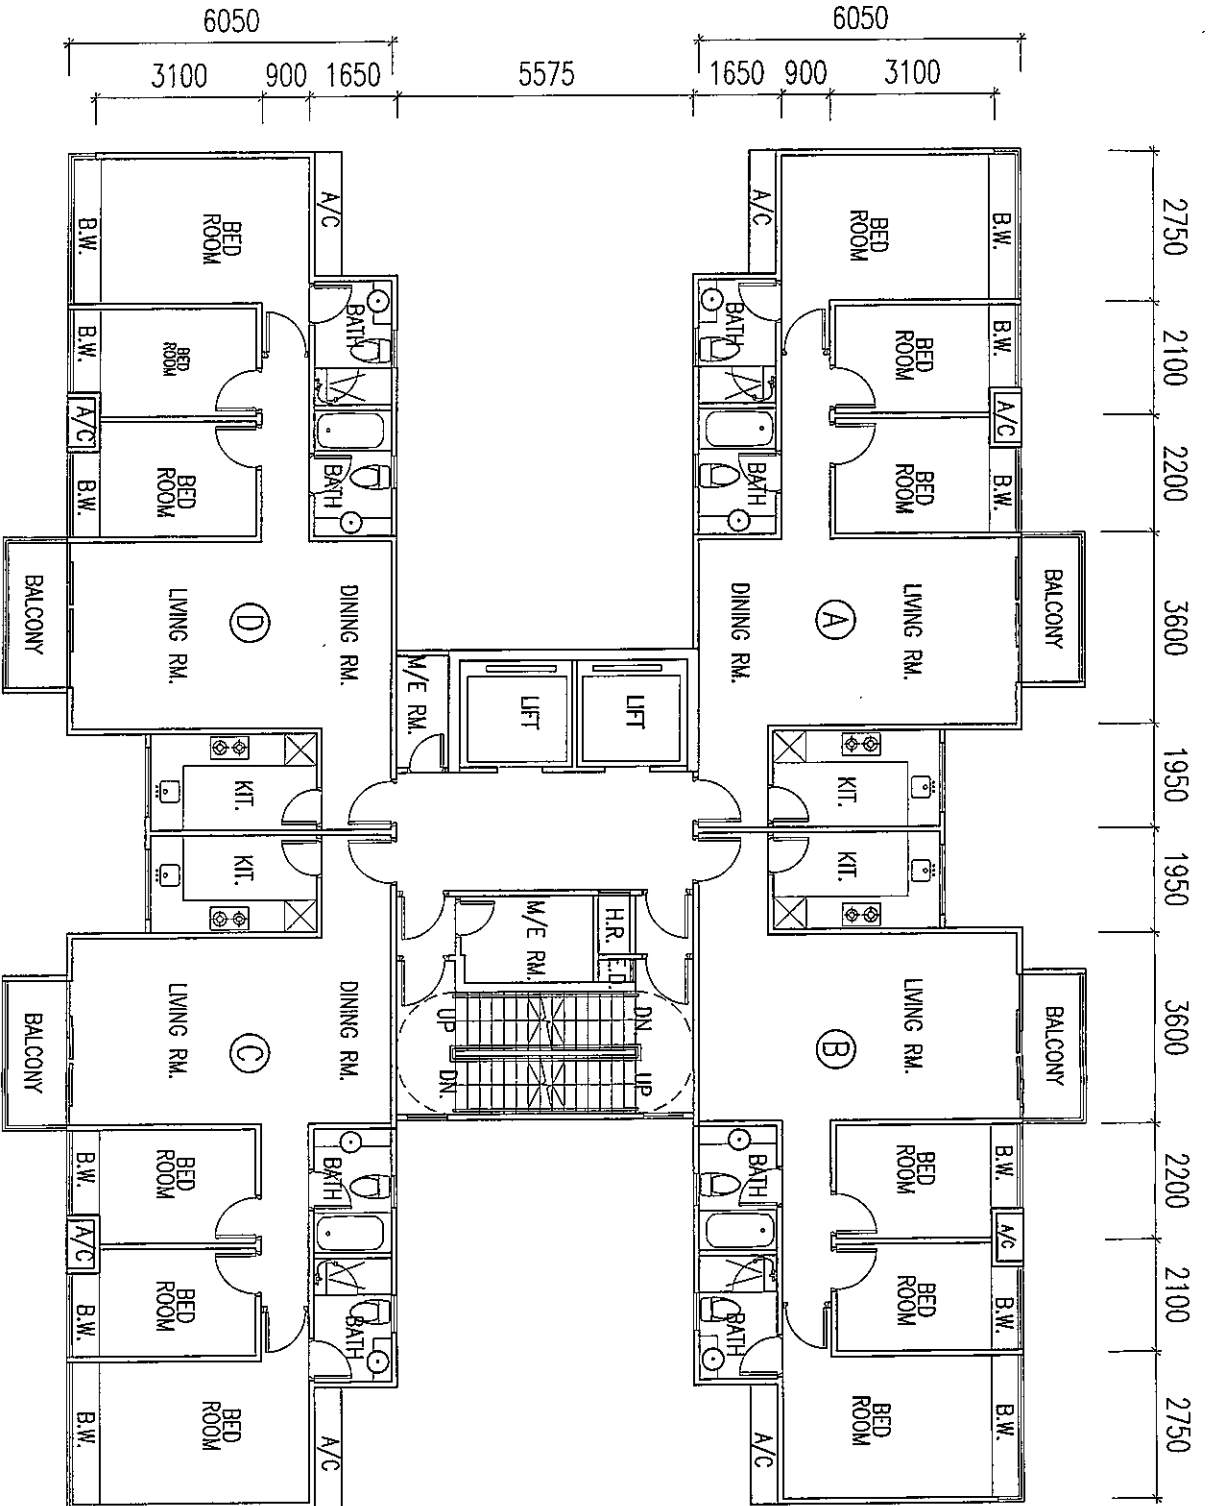 6050
6050
3100
900
1650
5575
1650
900
3100
2750
2100
2200
3600
1950
1950
3600
2200
2100
2750
B.W.
BED
ROOM
A/C
A/C
BED
ROOM
B.W.
B.W.
BED
ROOM
BATH
BATH
BED
ROOM
B.W.
A/C
A/C
B.W.
BED
ROOM
BATH
BATH
BED
ROOM
B.W.
BALCONY
LIVING RM.
D
DINING RM.
DINING RM.
A
LIVING RM.
BALCONY
M/E RM.
LIFT
LIFT
KIT.
KIT.
KIT.
KIT.
M/E RM.
H.R.
E.D.
BALCONY
LIVING RM.
C
DINING RM.
UP
DN.
DN.
UP
B
LIVING RM.
BALCONY
B.W.
BED
ROOM
BATH
BATH
BED
ROOM
B.W.
A/C
A/C
B.W.
BED
ROOM
BATH
BATH
BED
ROOM
B.W.
B.W.
BED
ROOM
A/C
A/C
BED
ROOM
B.W.